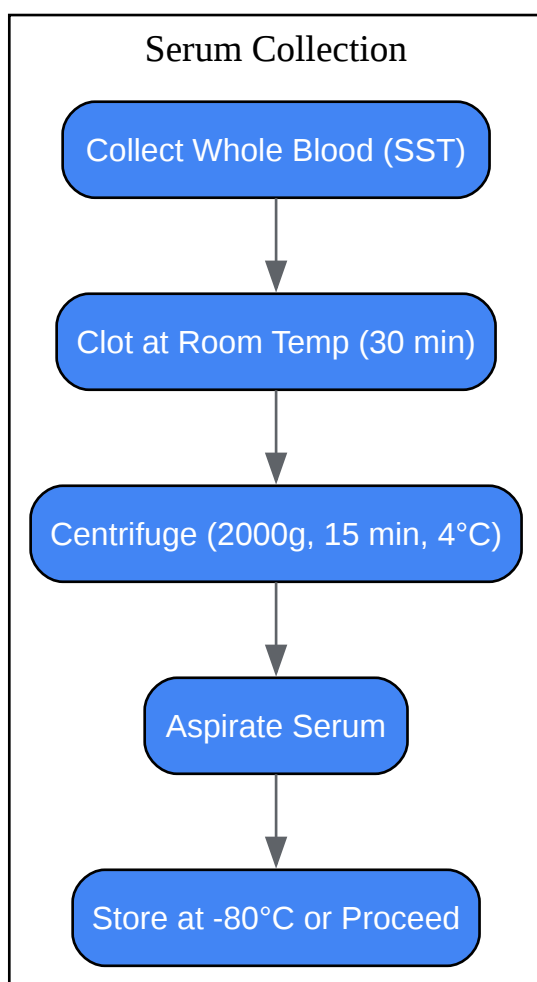 Serum Collection
Collect Whole Blood (SST)
Clot at Room Temp (30 min)
Centrifuge (2000g, 15 min, 4°C)
Aspirate Serum
Store at -80°C or Proceed